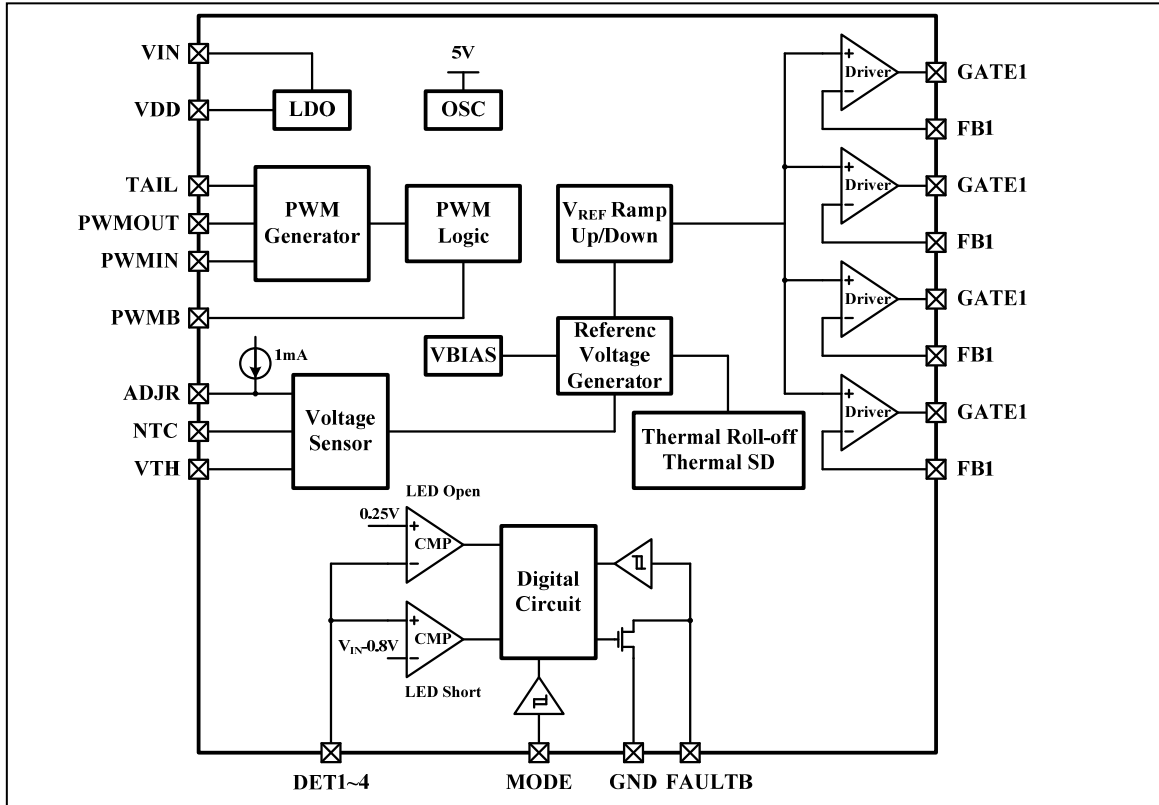 VIN
5V
Driver
GATE1
VDD
LDO
OSC
FB1
TAIL
PWM
Generator
PWM
Logic
VREF Ramp
Up/Down
Driver
GATE1
PWMOUT
PWMIN
FB1
PWMB
Driver
GATE1
1mA
VBIAS
Referenc
Voltage
Generator
FB1
ADJR
NTC
VTH
Voltage
Sensor
Thermal Roll-off
Thermal SD
Driver
GATE1
FB1
LED Open
0.25V
+
CMP
−
Digital
Circuit
+
CMP
−
VIN-0.8V
LED Short
DET1~4
MODE
GND
FAULTB